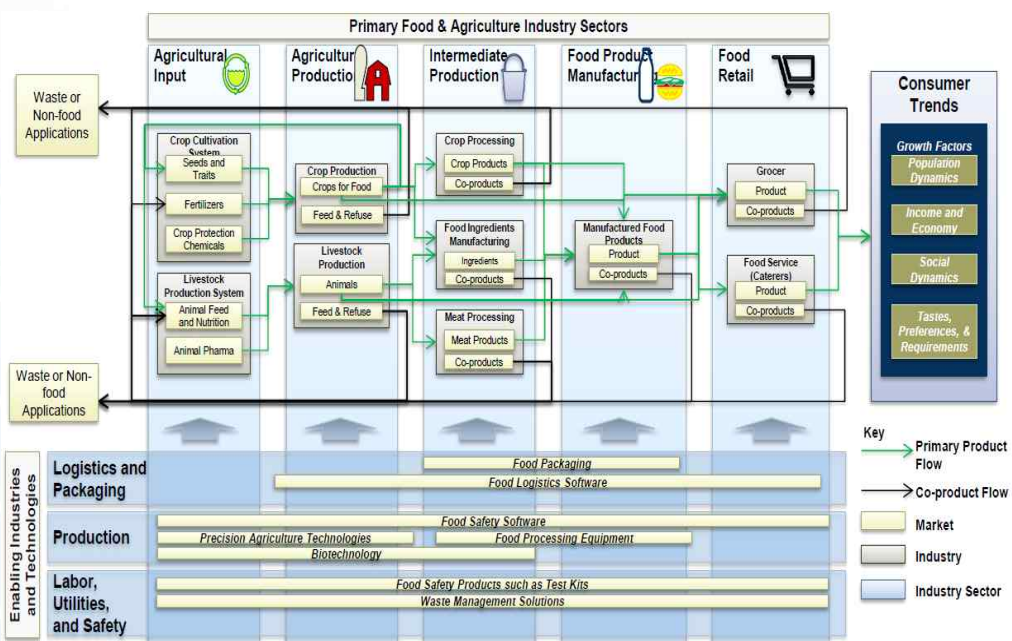 Primary Food & Agriculture Industry Sectors
Agricultural
Input
Agricultur
Productio
Intermediate
Production
Food Produ
Manufacturing
Food
Retail
Waste or
Non-food
Applications
Crop Cultivation
System
Seeds and
Traits
Fertilizers
Crop Protection
Chemicals
Livestock
Production System
Animal Feed
and Nutrition
Animal Pharma
Crop Production
Crops for Food
Feed & Refuse
Livestock
Production
Animals
Feed & Refuse
Crop Processing
Crop Products
Co-products
Food Ingredients
Manufacturing
Ingredients
Co-products
Meat Processing
Meat Products
Co-products
Manufactured Food
Products
Product
Co-products
Grocer
Product
Co-products
Food Service
(Caterers)
Product
Co-products
Consumer
Trends
Growth Factors
Population
Dynamics
Income and
Economy
Social
Dynamics
Tastes,
Preferences, &
Requirements
Waste or Non-
food
Applications
Enabling Industries
and Technologies
Logistics and
Packaging
Food Packaging
Food Logistics Software
Production
Food Safety Software
Precision Agriculture Technologies
Food Processing Equipment
Biotechnology
Labor,
Utilities,
and Safety
Food Safety Products such as Test Kits
Waste Management Solutions
Key
Primary Product
Flow
Co-product Flow
Market
Industry
Industry Sector